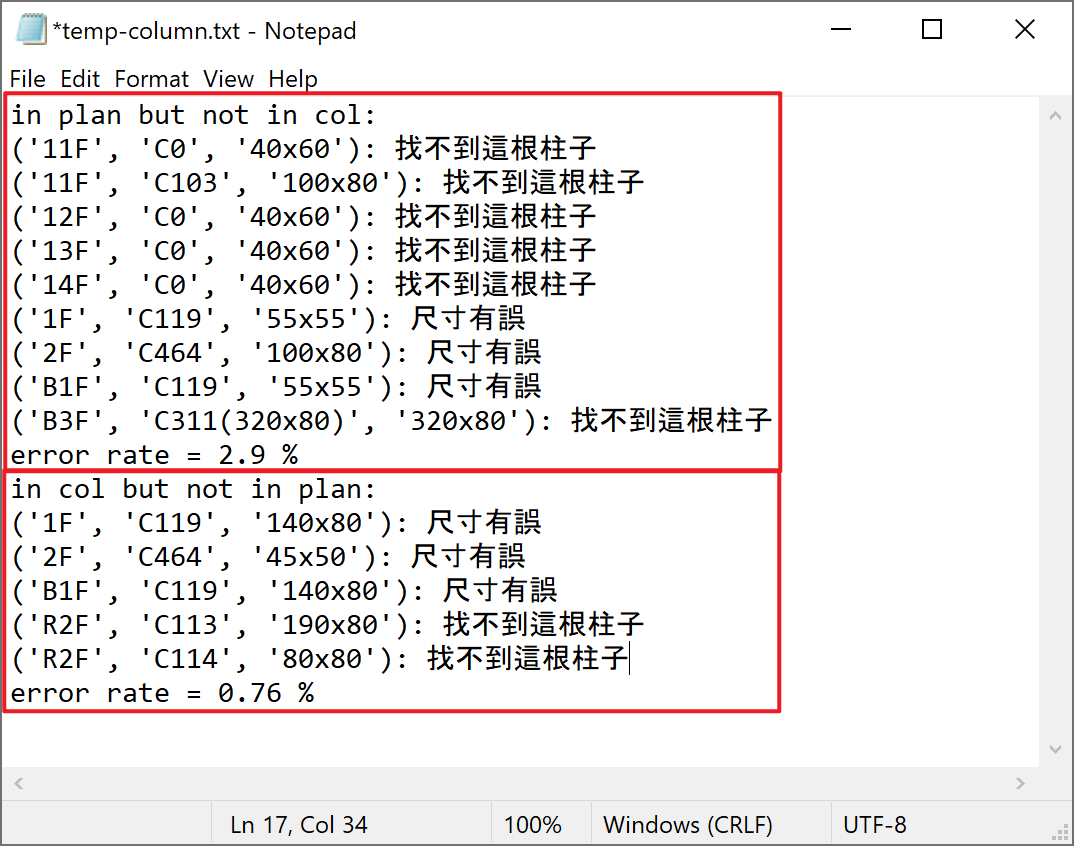 *temp-column.txt - Notepad
File Edit Format View Help
in plan but not in col:
('11F', 'C0', '40x60'): 找不到這根柱子
('11F', 'C103', '100x80'): 找不到這根柱子
('12F', 'C0', '40x60'): 找不到這根柱子
('13F', 'C0', '40x60'): 找不到這根柱子
('14F', 'C0', '40x60'): 找不到這根柱子
('1F', 'C119', '55x55'): 尺寸有誤
('2F', 'C464', '100x80'): 尺寸有誤
('B1F', 'C119', '55x55'): 尺寸有誤
('B3F', 'C311(320x80)', '320x80'): 找不到這根柱子
error rate = 2.9 %
in col but not in plan:
('1F', 'C119', '140x80'): 尺寸有誤
('2F', 'C464', '45x50'): 尺寸有誤
('B1F', 'C119', '140x80'): 尺寸有誤
('R2F', 'C113', '190x80'): 找不到這根柱子
('R2F', 'C114', '80x80'): 找不到這根柱子
error rate = 0.76 %
Ln 17, Col 34 100% Windows (CRLF) UTF-8